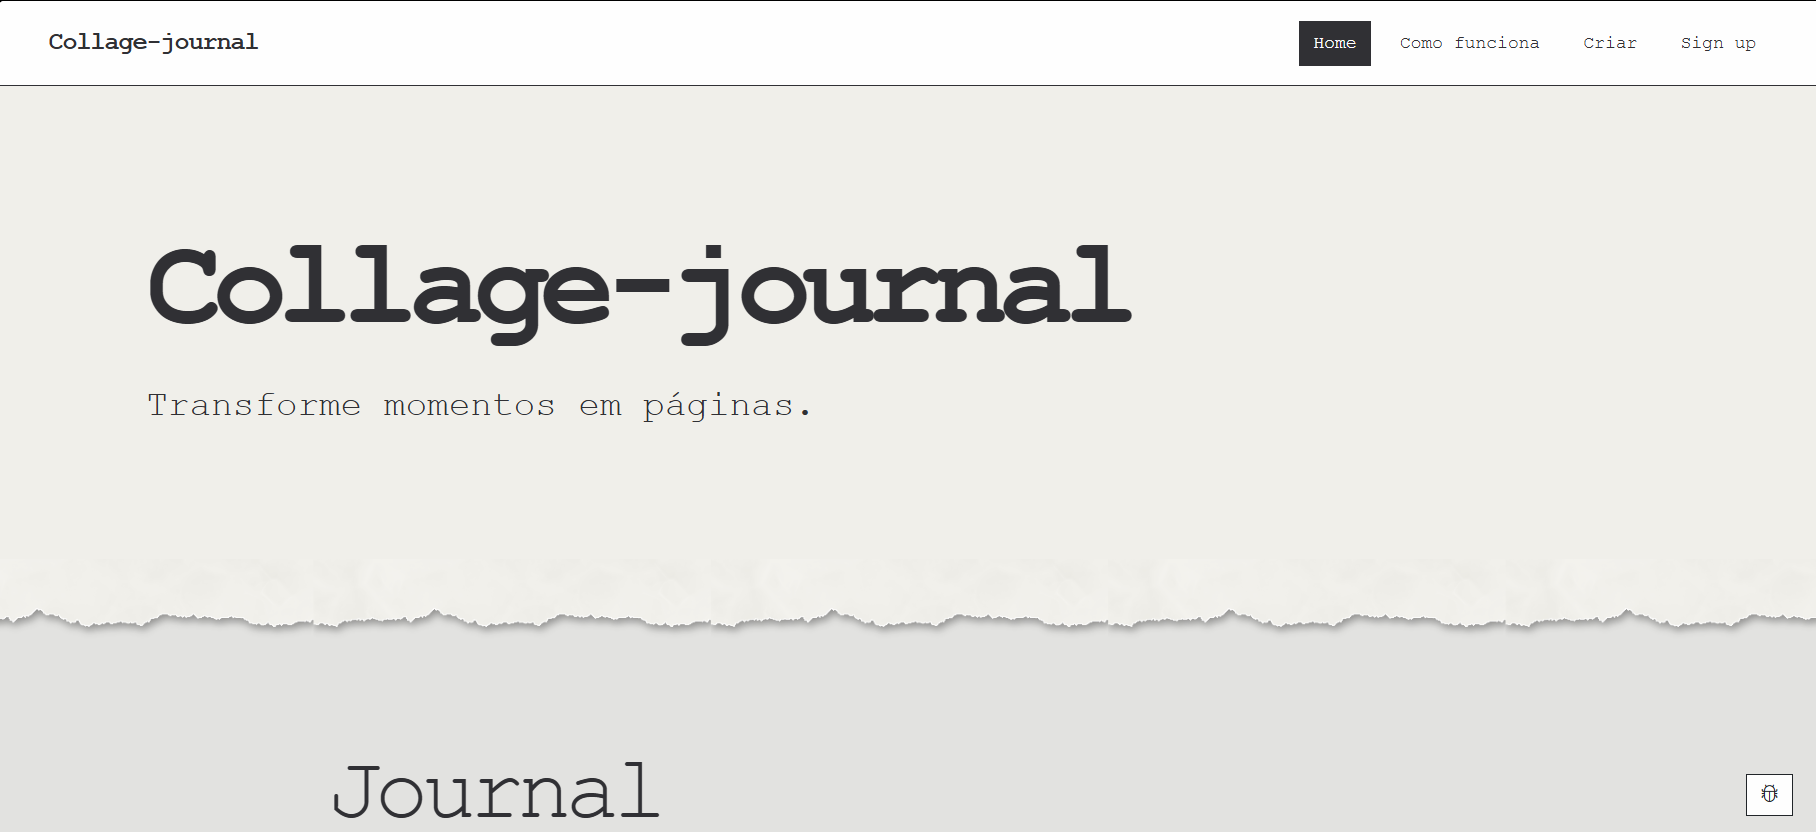 Collage-journal
Home Como funciona Criar Sign up
Collage-journal
Transforme momentos em páginas.
Journal